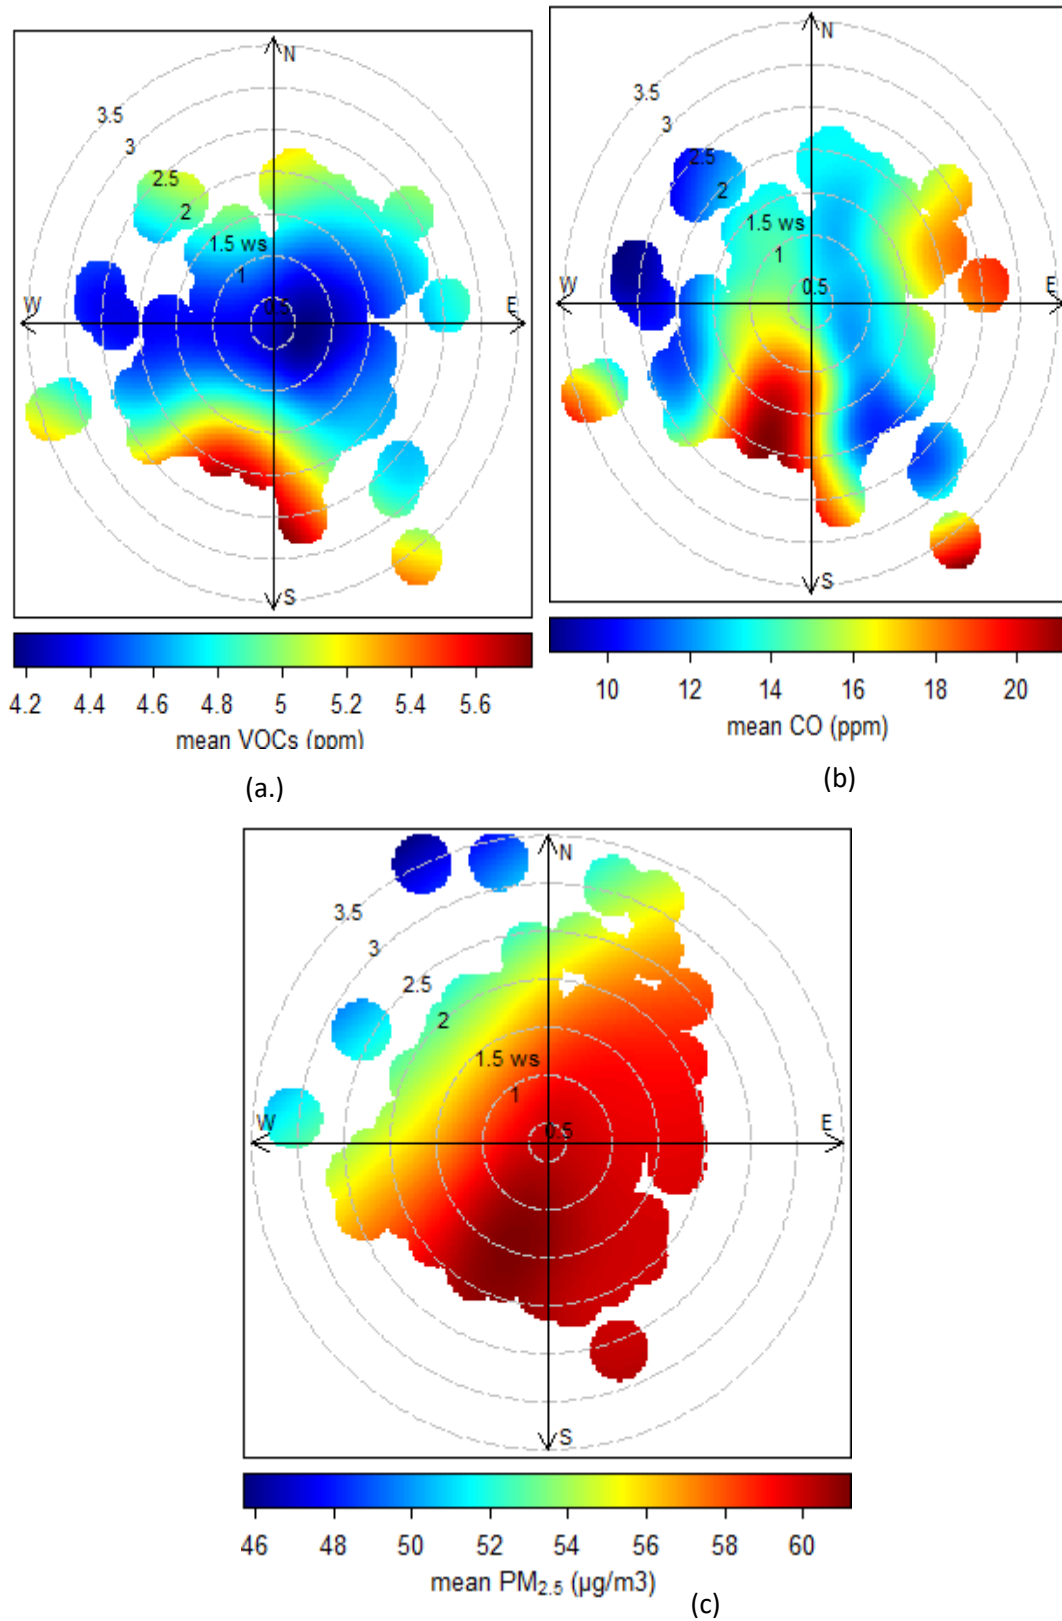 N
3.5
3
2.5
2
1.5 ws
1
0.5
W
E
S
4.2 4.4 4.6 4.8 5 5.2 5.4 5.6
mean VOCs (ppm)
(a.)
N
3.5
3
2.5
2
1.5 ws
1
0.5
W
E
S
10 12 14 16 18 20
mean CO (ppm)
(b)
N
3.5
3
2.5
2
1.5 ws
1
0.5
W
E
S
46 48 50 52 54 56 58 60
mean PM₂.₅ (µg/m3)
(c)